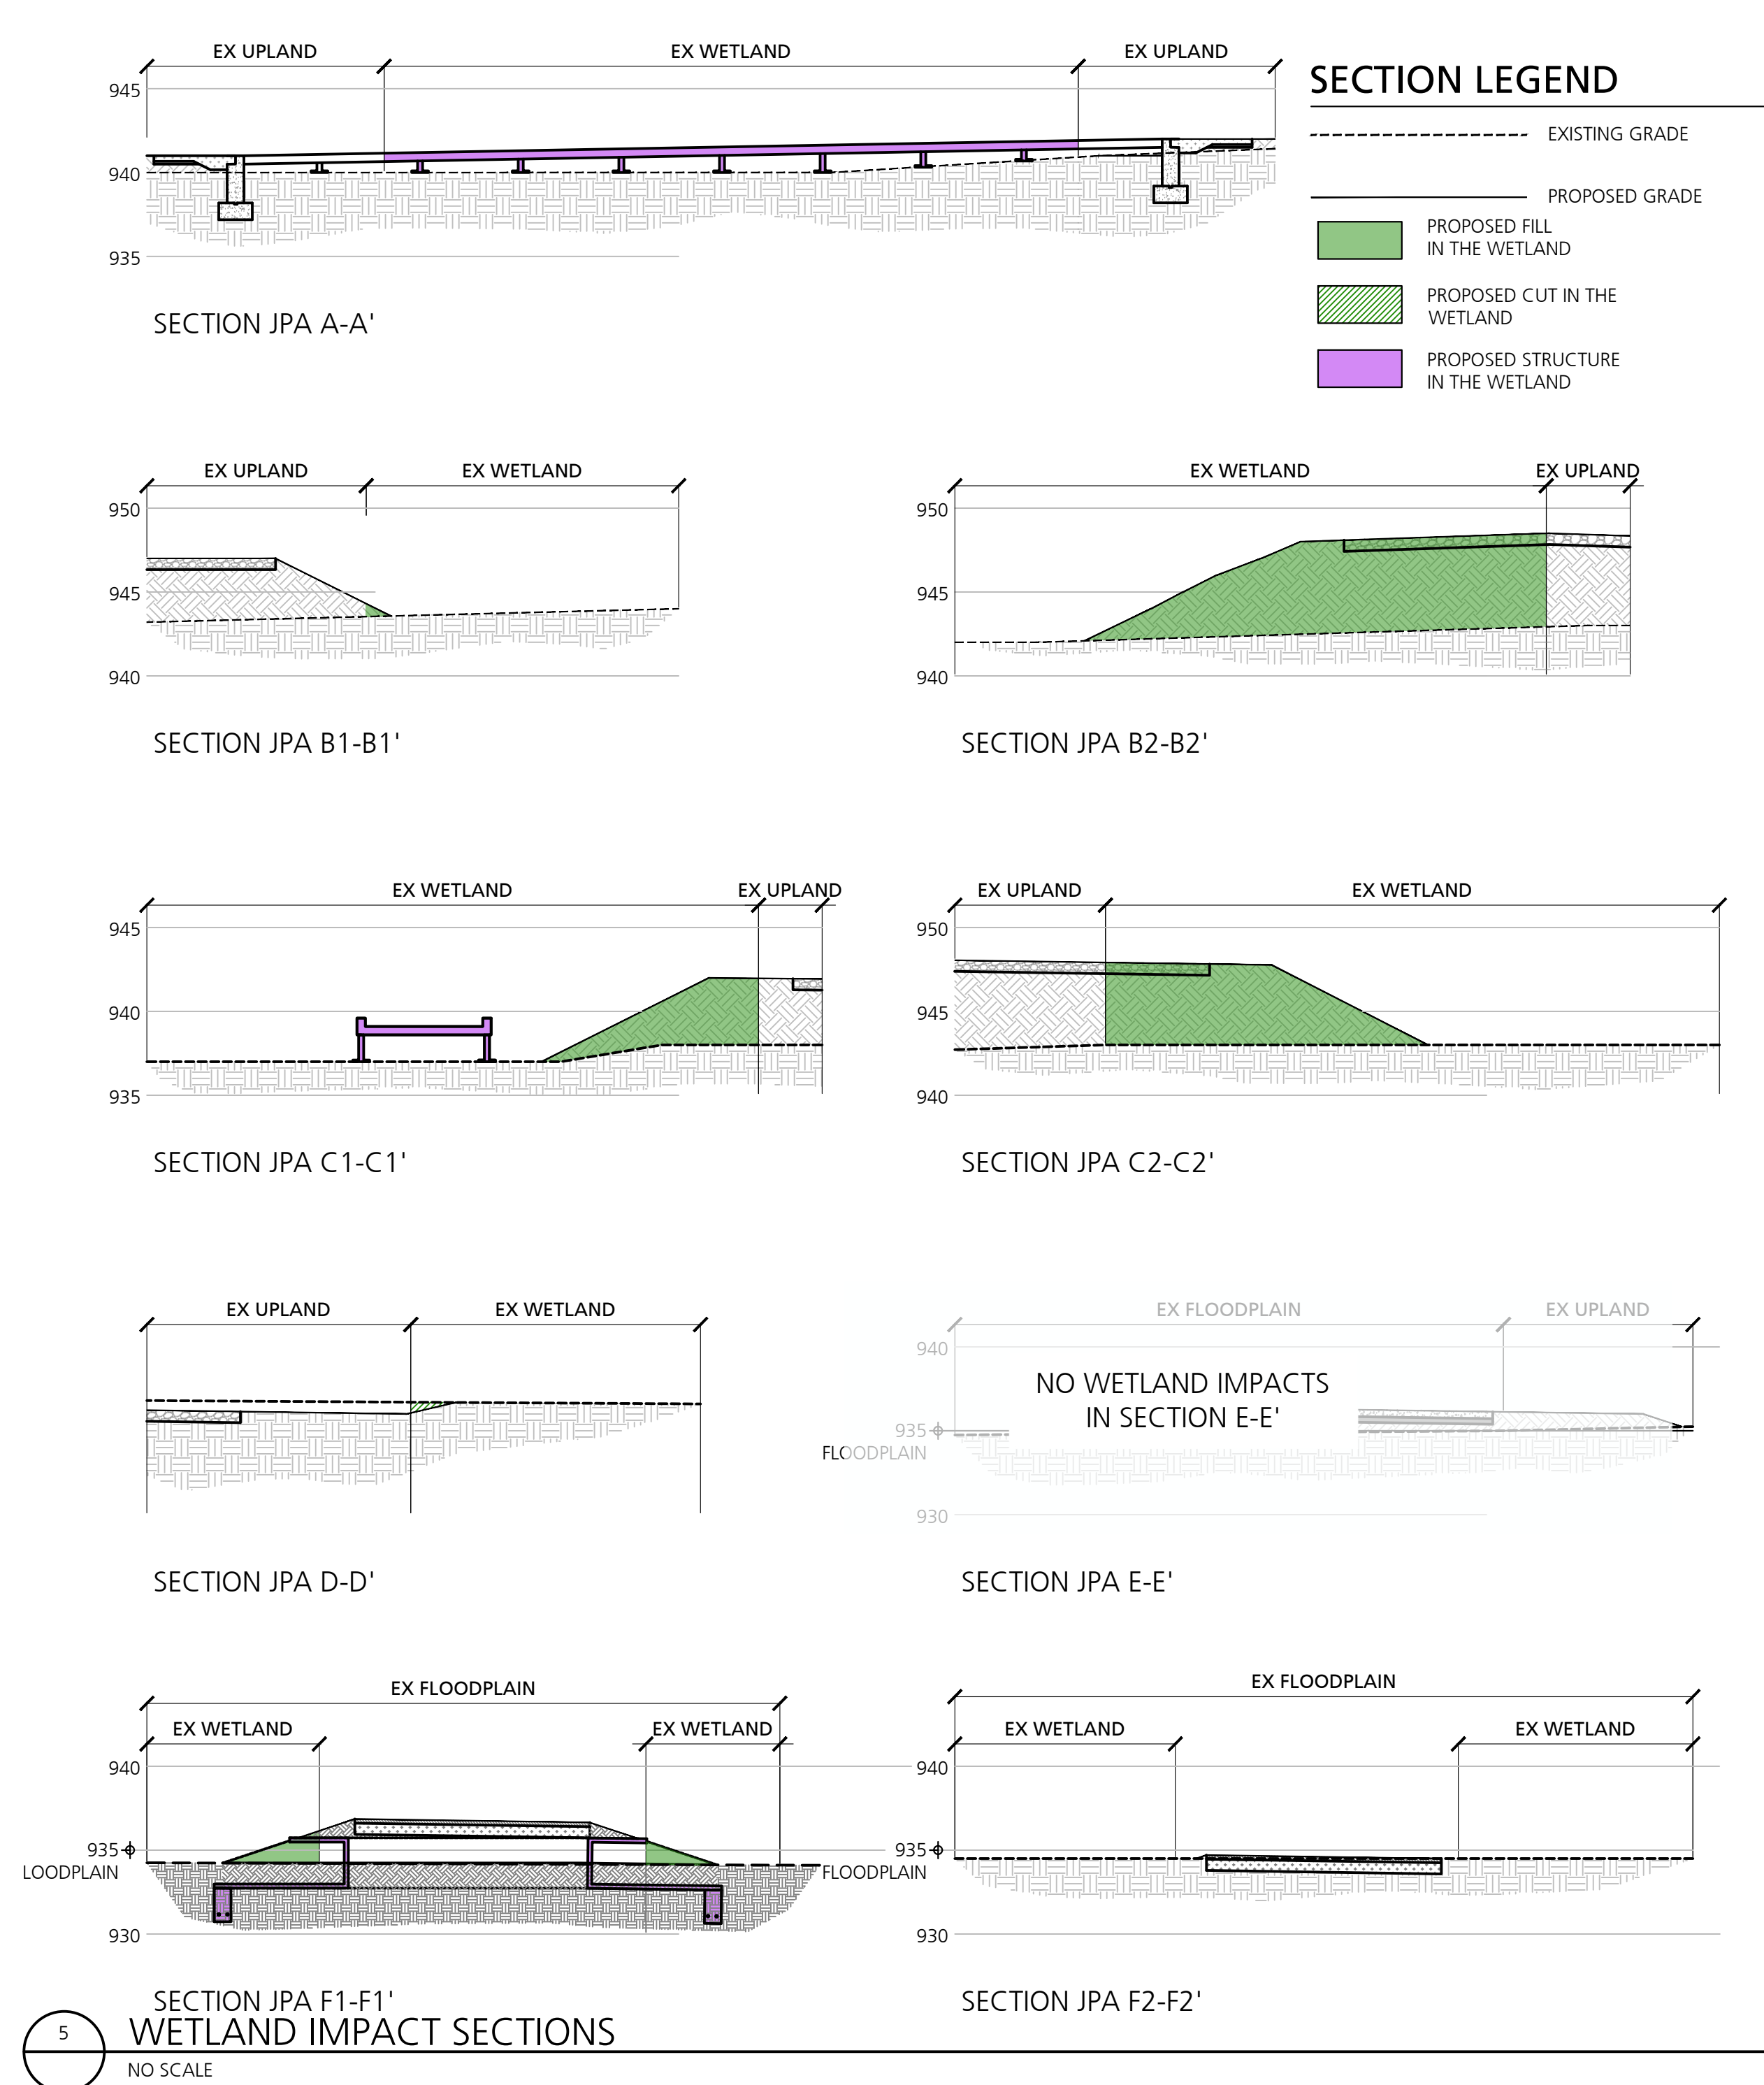 EX UPLAND EX WETLAND EX UPLAND
945
940
935
SECTION JPA A-A'
SECTION LEGEND
EXISTING GRADE
PROPOSED GRADE
PROPOSED FILL
IN THE WETLAND
PROPOSED CUT IN THE
WETLAND
PROPOSED STRUCTURE
IN THE WETLAND
EX UPLAND EX WETLAND
950
945
940
SECTION JPA B1-B1'
EX WETLAND EX UPLAND
950
945
940
SECTION JPA B2-B2'
EX WETLAND EX UPLAND
945
940
935
SECTION JPA C1-C1'
EX UPLAND EX WETLAND
950
945
940
SECTION JPA C2-C2'
EX UPLAND EX WETLAND
SECTION JPA D-D'
EX FLOODPLAIN EX UPLAND
940
NO WETLAND IMPACTS
IN SECTION E-E'
935
FLOODPLAIN
930
SECTION JPA E-E'
EX FLOODPLAIN
EX WETLAND EX WETLAND
940
935
LOODPLAIN
930
SECTION JPA F1-F1'
EX FLOODPLAIN
EX WETLAND EX WETLAND
940
935
FLOODPLAIN
930
SECTION JPA F2-F2'
5
WETLAND IMPACT SECTIONS
NO SCALE